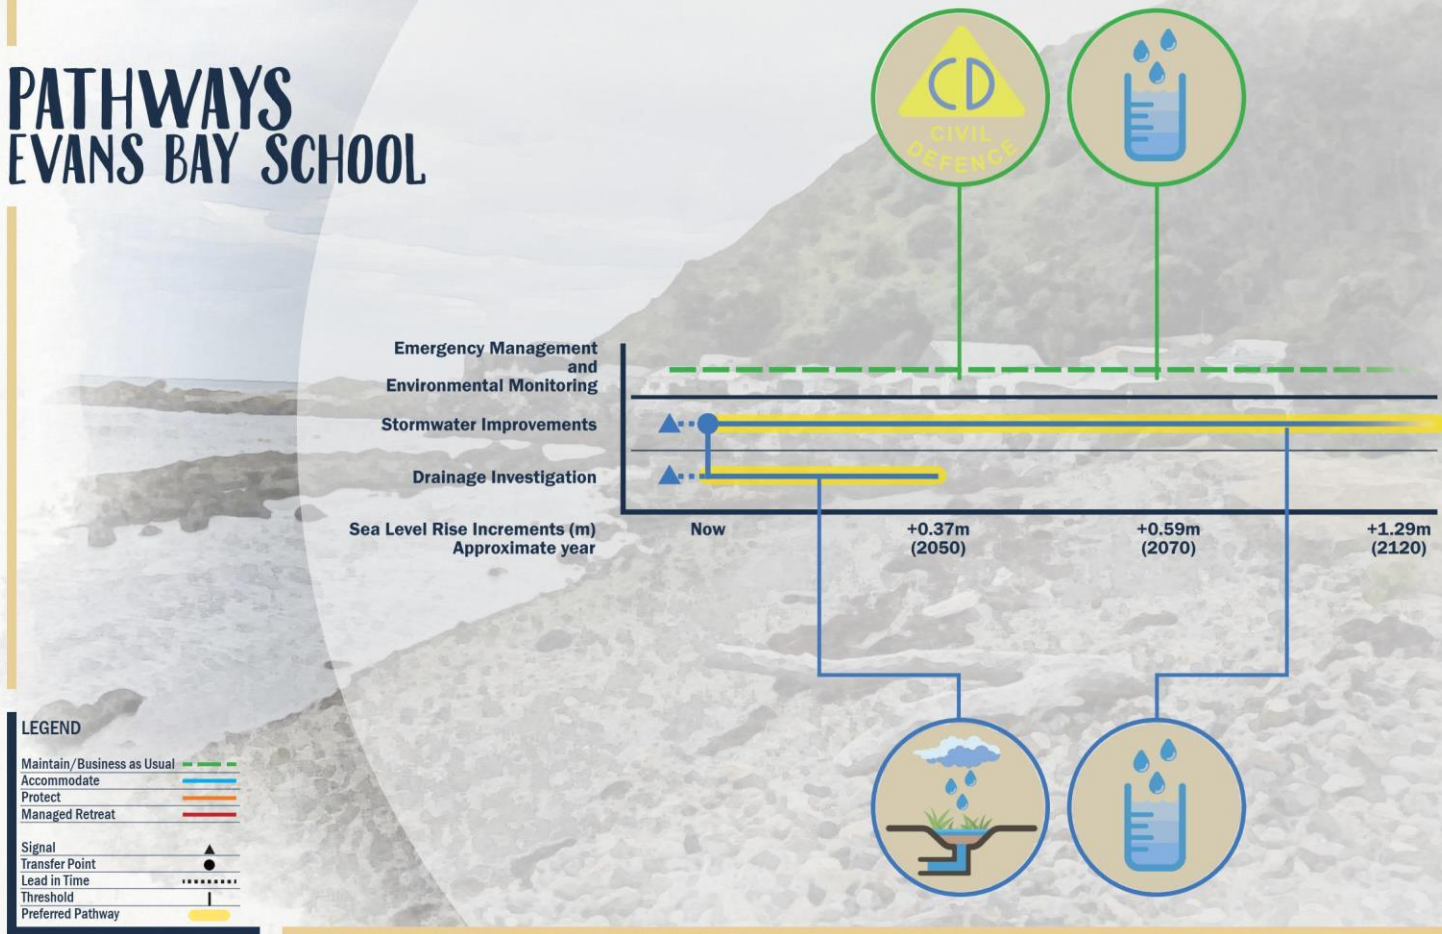 PATHWAYS
EVANS BAY SCHOOL
CD
CIVIL
DEFENCE
Emergency Management
and
Environmental Monitoring
Stormwater Improvements
Drainage Investigation
Sea Level Rise Increments (m)
Approximate year
Now
+0.37m
(2050)
+0.59m
(2070)
+1.29m
(2120)
LEGEND
Maintain/Business as Usual
Accommodate
Protect
Managed Retreat
Signal
Transfer Point
Lead in Time
Threshold
Preferred Pathway